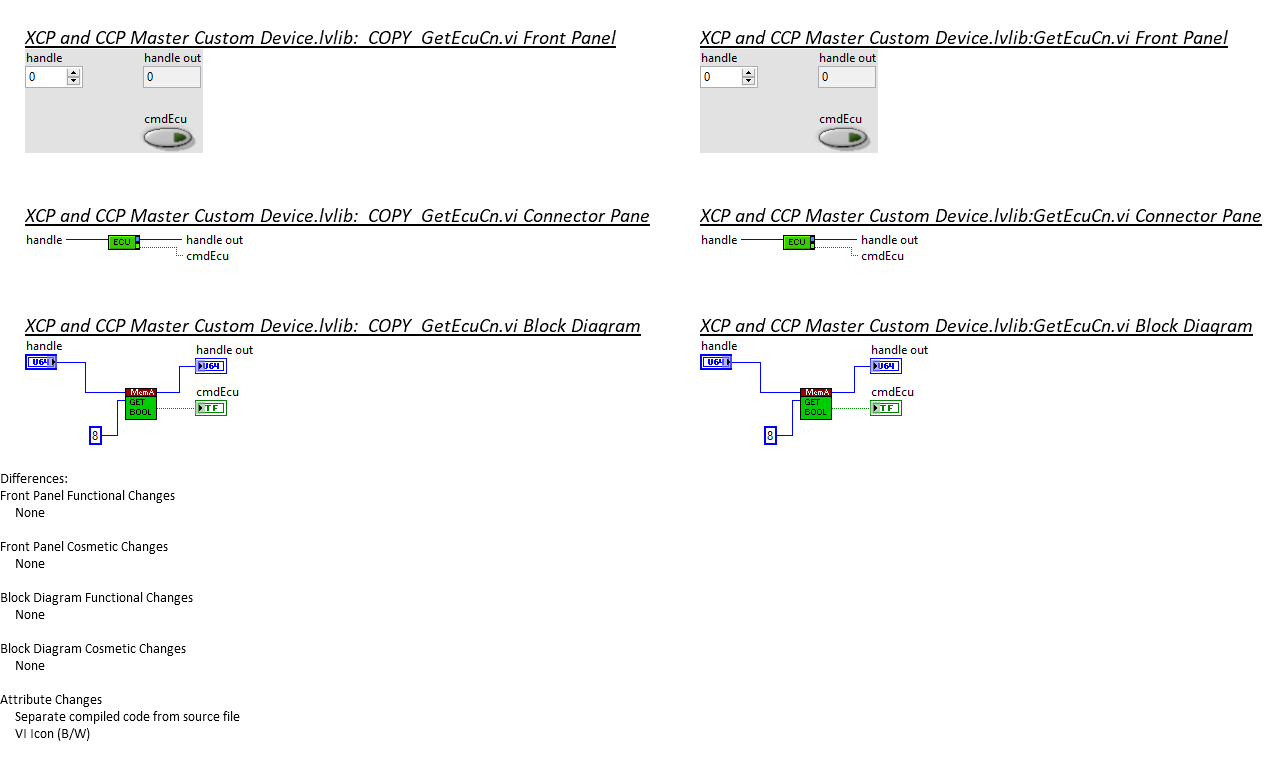 XCP and CCP Master Custom Device.lvlib:_COPY_GetEcuCn.vi Front Panel
handle
handle out
0
0
cmdEcu
XCP and CCP Master Custom Device.lvlib:GetEcuCn.vi Front Panel
handle
handle out
0
0
cmdEcu
XCP and CCP Master Custom Device.lvlib:_COPY_GetEcuCn.vi Connector Pane
handle
ECU
handle out
cmdEcu
XCP and CCP Master Custom Device.lvlib:GetEcuCn.vi Connector Pane
handle
ECU
handle out
cmdEcu
XCP and CCP Master Custom Device.lvlib:_COPY_GetEcuCn.vi Block Diagram
handle
U64
handle out
U64
MemA
GET
BOOL
cmdEcu
TF
8
XCP and CCP Master Custom Device.lvlib:GetEcuCn.vi Block Diagram
handle
U64
handle out
U64
MemA
GET
BOOL
cmdEcu
TF
8
Differences:
Front Panel Functional Changes
None
Front Panel Cosmetic Changes
None
Block Diagram Functional Changes
None
Block Diagram Cosmetic Changes
None
Attribute Changes
Separate compiled code from source file
VI Icon (B/W)